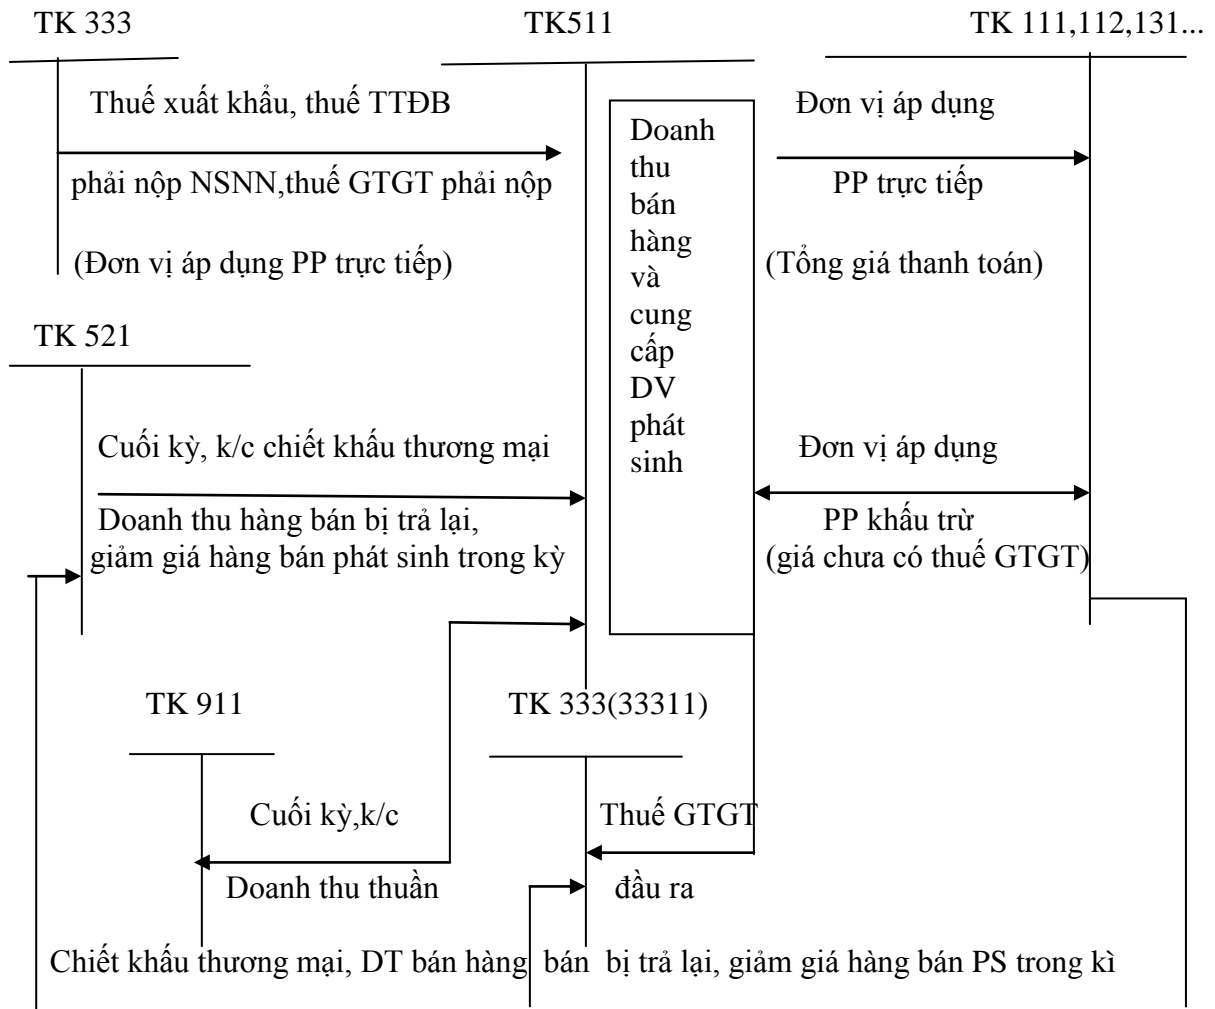 TK 333
TK511
TK 111,112,131...
Thuế xuất khẩu, thuế TTĐB
phải nộp NSNN,thuế GTGT phải nộp
(Đơn vị áp dụng PP trực tiếp)
Doanh
thu
bán
hàng
và
cung
cấp
DV
phát
sinh
Đơn vị áp dụng
PP trực tiếp
(Tổng giá thanh toán)
TK 521
Cuối kỳ, k/c chiết khấu thương mại
Doanh thu hàng bán bị trả lại,
giảm giá hàng bán phát sinh trong kỳ
Đơn vị áp dụng
PP khấu trừ
(giá chưa có thuế GTGT)
TK 911
TK 333(33311)
Cuối kỳ,k/c
Doanh thu thuần
Thuế GTGT
đầu ra
Chiết khấu thương mại, DT bán hàng bán bị trả lại, giảm giá hàng bán PS trong kì